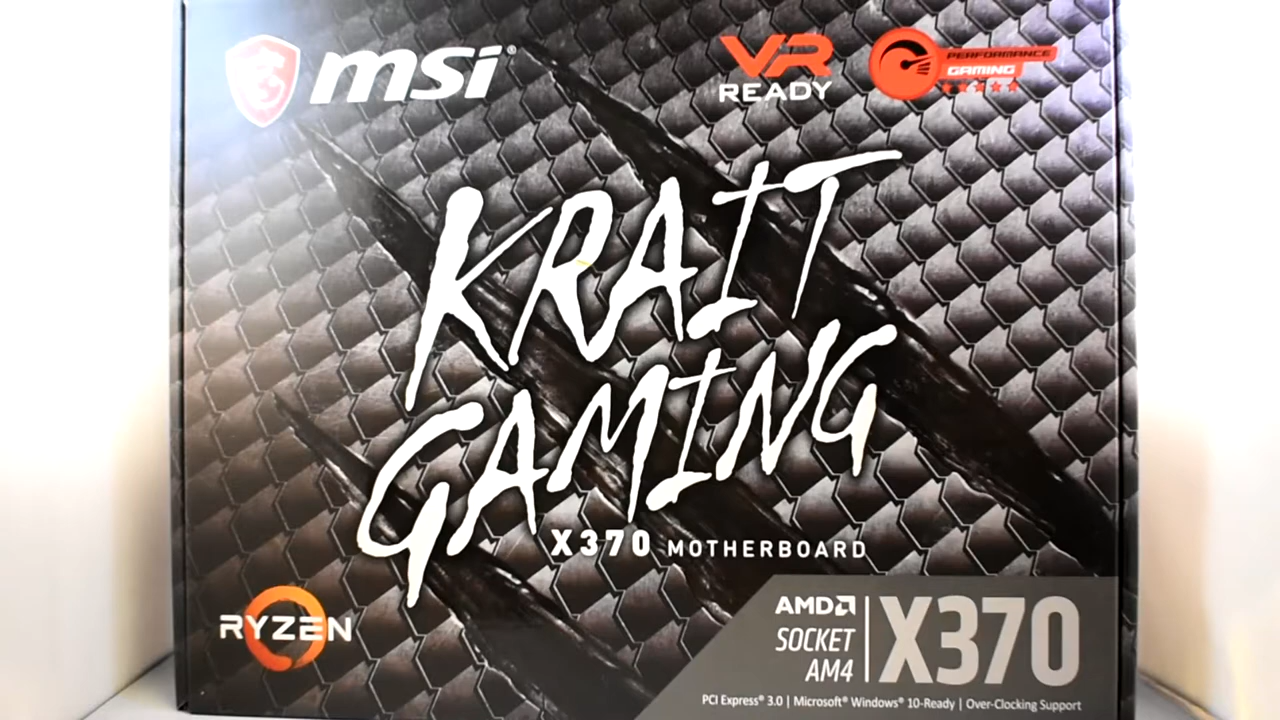 msi®
VR
READY
PERFORMANCE
GAMING
KRAIT
GAMING
X370 MOTHERBOARD
RYZEN
AMD
SOCKET
AM4
X370
PCI Express® 3.0 | Microsoft® Windows® 10-Ready | Over-Clocking Support